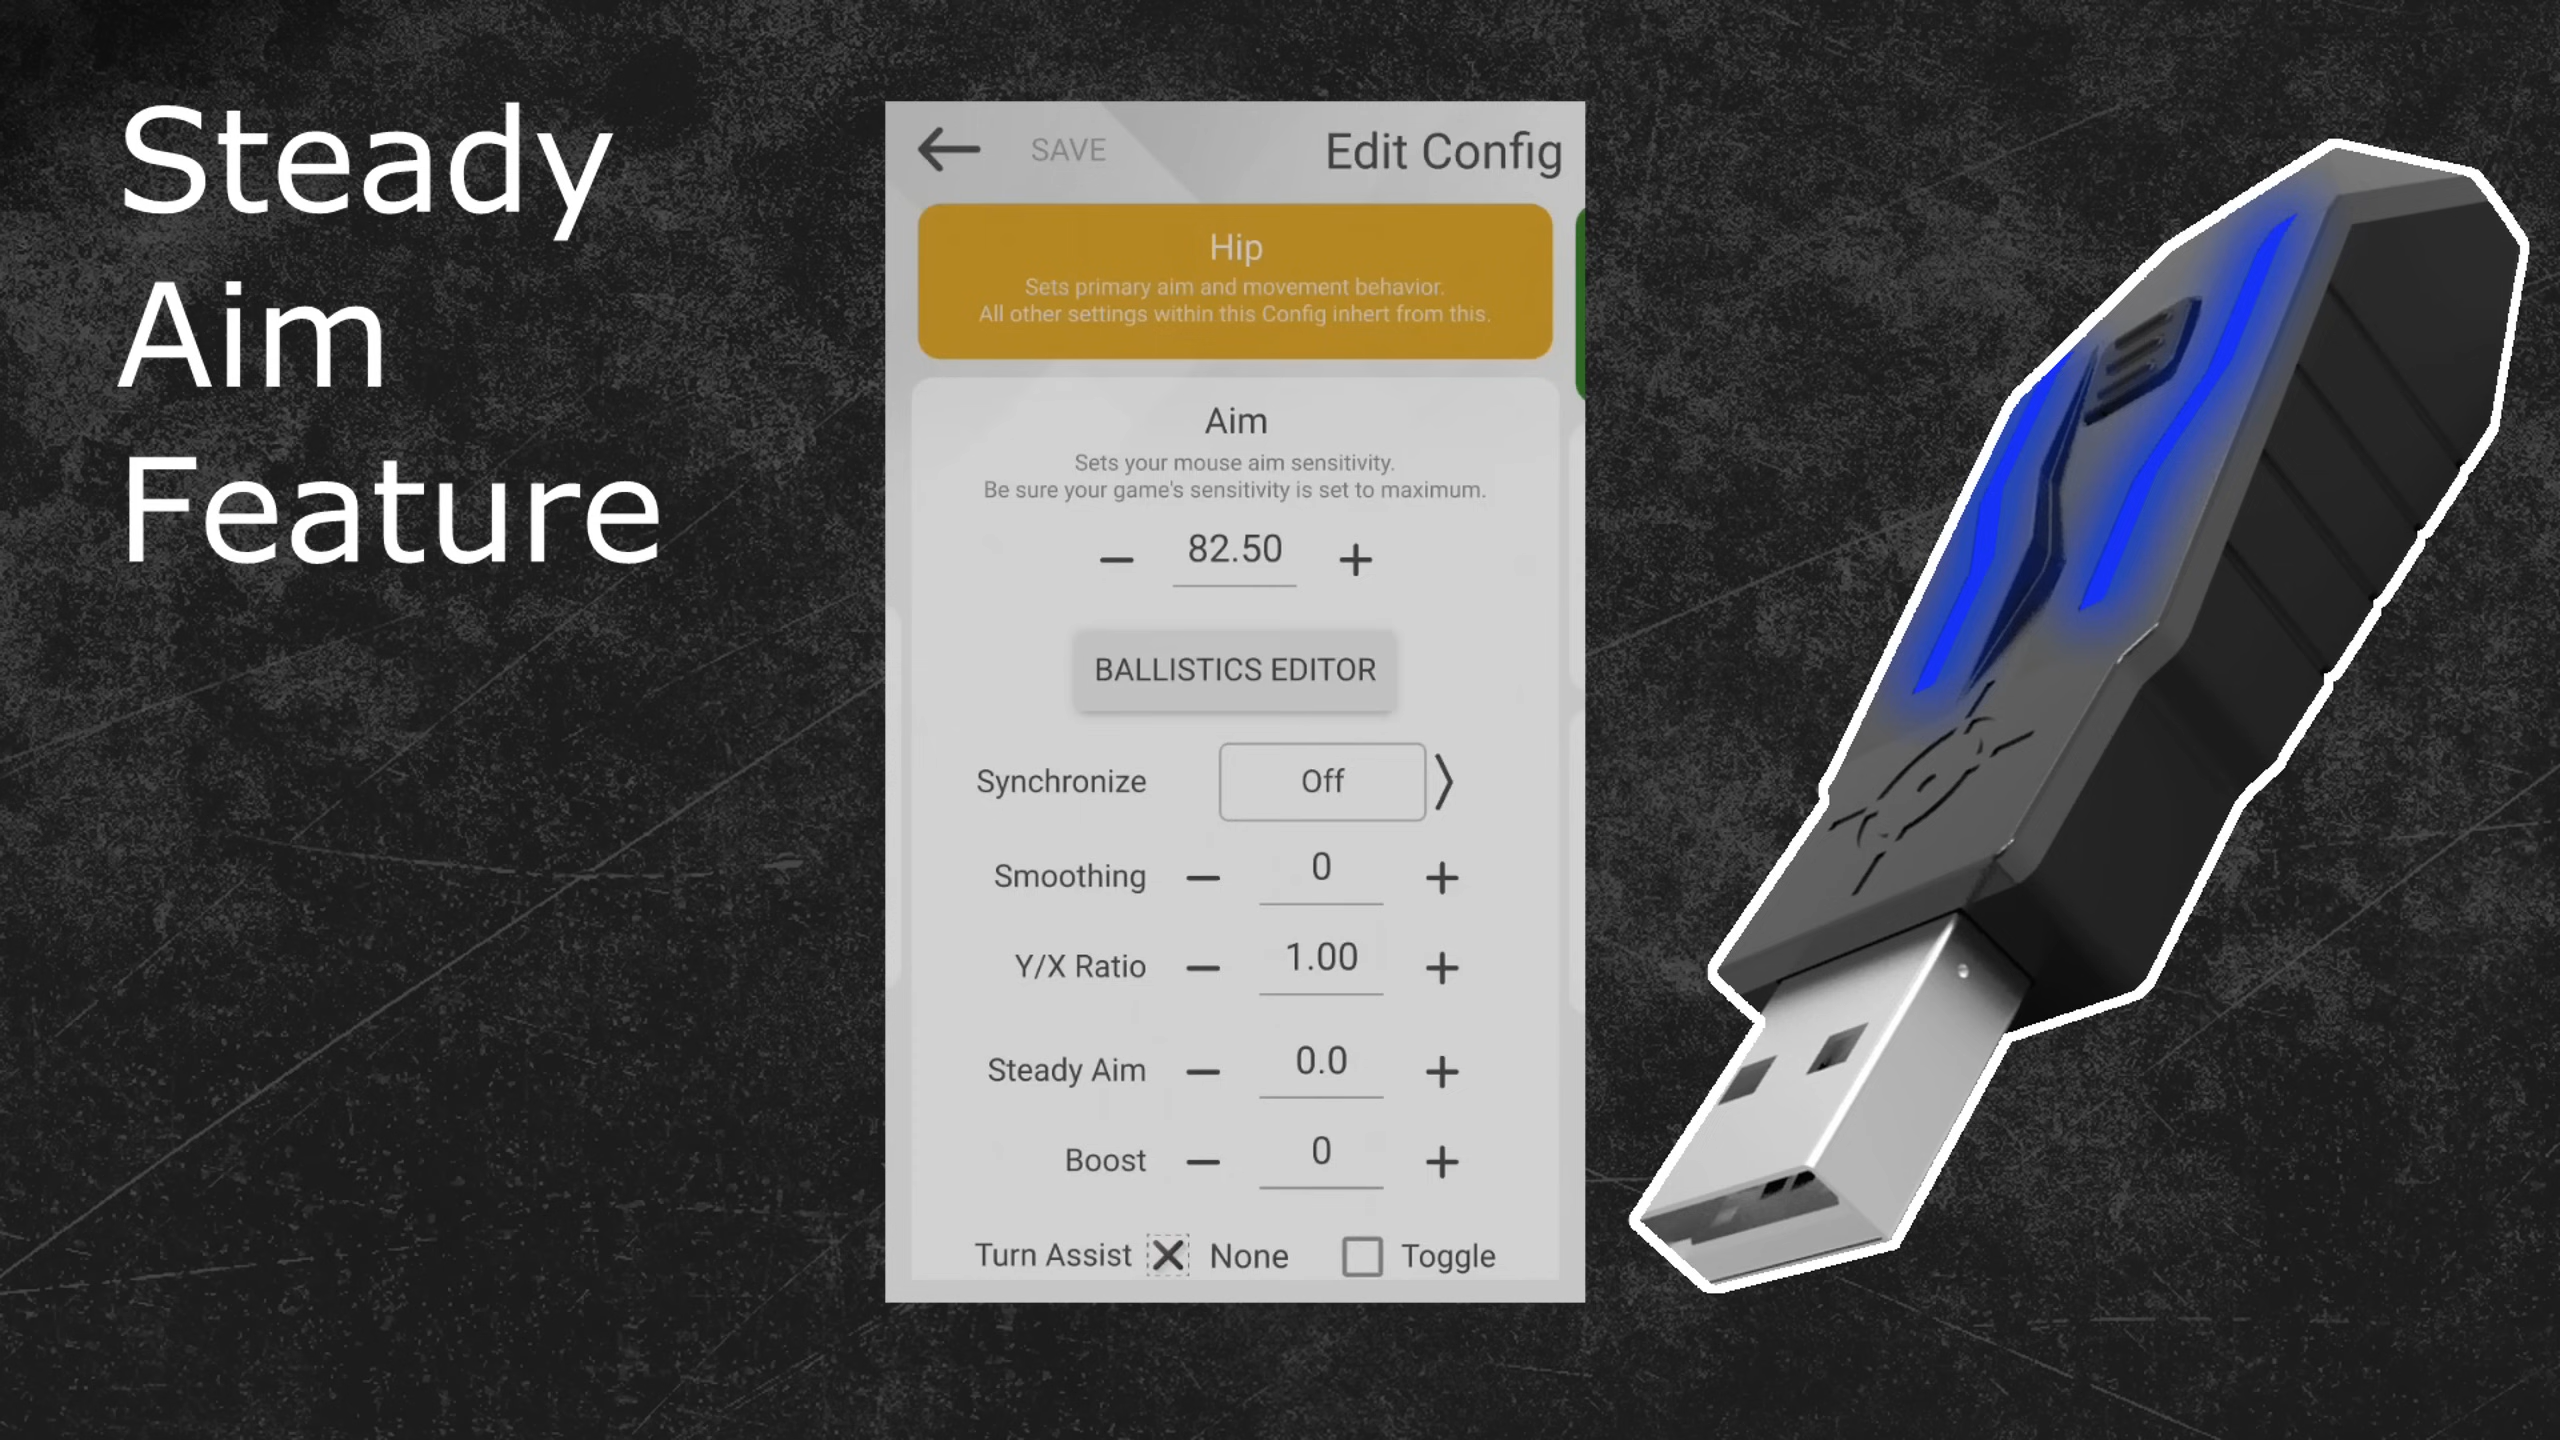 Steady
Aim
Feature
SAVE
Edit Config
Hip
Sets primary aim and movement behavior.
All other settings within this Config inhert from this.
Aim
Sets your mouse aim sensitivity.
Be sure your game's sensitivity is set to maximum.
82.50
BALLISTICS EDITOR
Synchronize Off
Smoothing 0
Y/X Ratio 1.00
Steady Aim 0.0
Boost 0
Turn Assist None Toggle